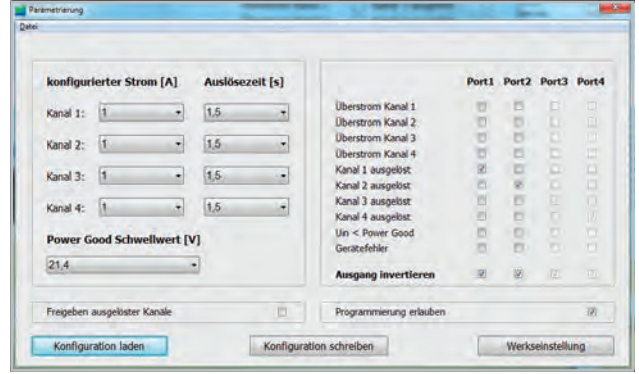 Parametrierung
Datei
konfigurierter Strom [A] Auslösezeit [s]
Kanal 1: 1 1,5
Kanal 2: 1 1,5
Kanal 3: 1 1,5
Kanal 4: 1 1,5
Power Good Schwellwert [V]
21,4
Port1 Port2 Port3 Port4
Überstrom Kanal 1
Überstrom Kanal 2
Überstrom Kanal 3
Überstrom Kanal 4
Kanal 1 ausgelöst
Kanal 2 ausgelöst
Kanal 3 ausgelöst
Kanal 4 ausgelöst
Uin < Power Good
Gerätefehler
Ausgang invertieren
Freigeben ausgelöster Kanäle
Programmierung erlauben
Konfiguration laden
Konfiguration schreiben
Werkseinstellung